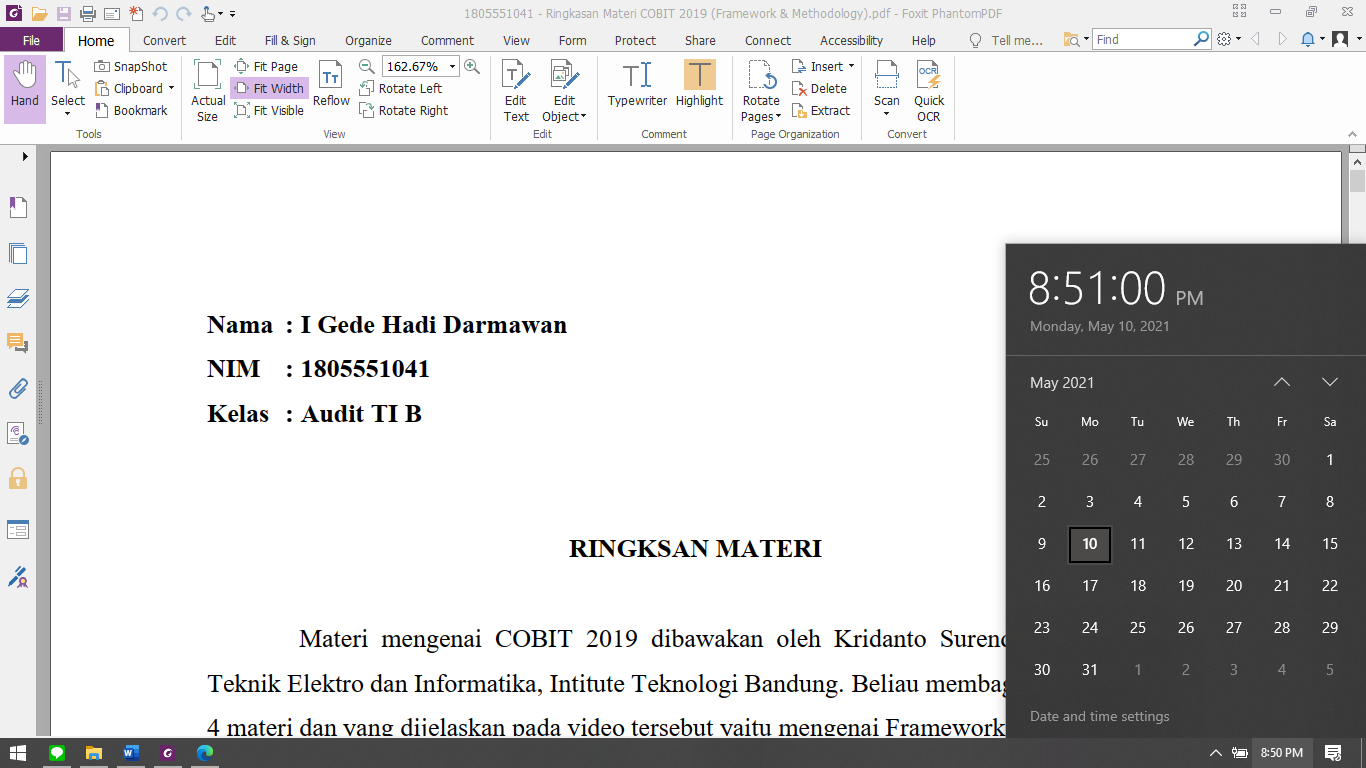 1805551041 - Ringkasan Materi COBIT 2019 (Framework & Methodology).pdf - Foxit PhantomPDF
File Home Convert Edit Fill & Sign Organize Comment View Form Protect Share Connect Accessibility Help Tell me... Find
Hand
Select
SnapShot
Clipboard
Bookmark
Tools
Actual Size
Fit Page
Fit Width
Fit Visible
Reflow
162.67%
Rotate Left
Rotate Right
View
Edit Text
Edit Object
Edit
Typewriter
Highlight
Comment
Rotate Pages
Insert
Delete
Extract
Page Organization
Scan
Quick OCR
Convert
Nama : I Gede Hadi Darmawan
NIM : 1805551041
Kelas : Audit TI B
RINGKSAN MATERI
Materi mengenai COBIT 2019 dibawakan oleh Kridanto
Teknik Elektro dan Informatika, Intitute Teknologi Bandung. Beliau
4 materi dan yang dijelaskan pada video tersebut yaitu mengenai Framework
8:51:00 PM
Monday, May 10, 2021
May 2021
Su Mo Tu We Th Fr Sa
25 26 27 28 29 30 1
2 3 4 5 6 7 8
9 10 11 12 13 14 15
16 17 18 19 20 21 22
23 24 25 26 27 28 29
30 31 1 2 3 4 5
Date and time settings
8:50 PM